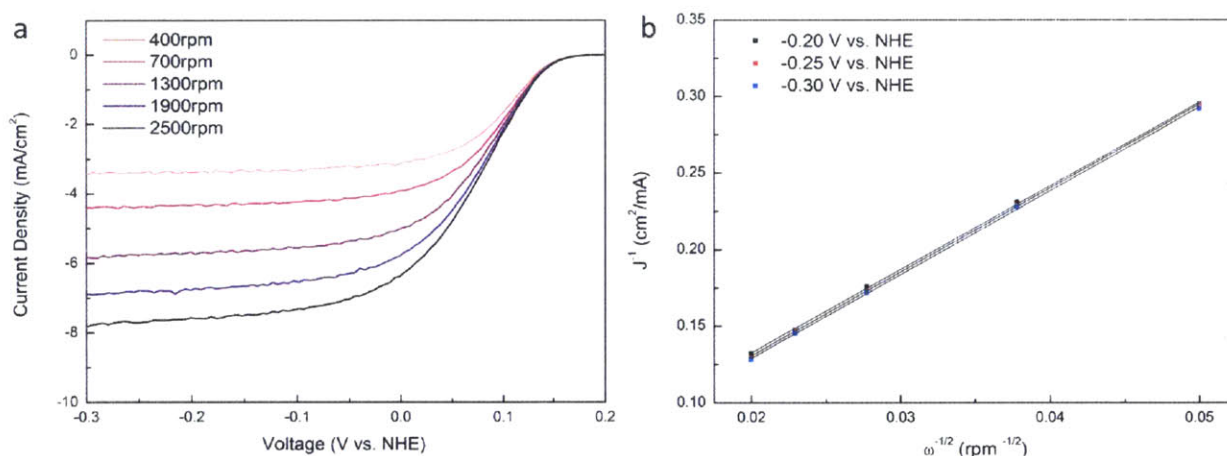 a
400rpm
700rpm
1300rpm
1900rpm
2500rpm
0
-2
-4
-6
-8
-10
-0.3
-0.2
-0.1
0.0
0.1
0.2
Current Density (mA/cm²)
Voltage (V vs. NHE)
b
-0.20 V vs. NHE
-0.25 V vs. NHE
-0.30 V vs. NHE
0.35
0.30
0.25
0.20
0.15
0.10
0.02
0.03
0.04
0.05
J⁻¹ (cm²/mA)
ω⁻¹/² (rpm⁻¹/²)